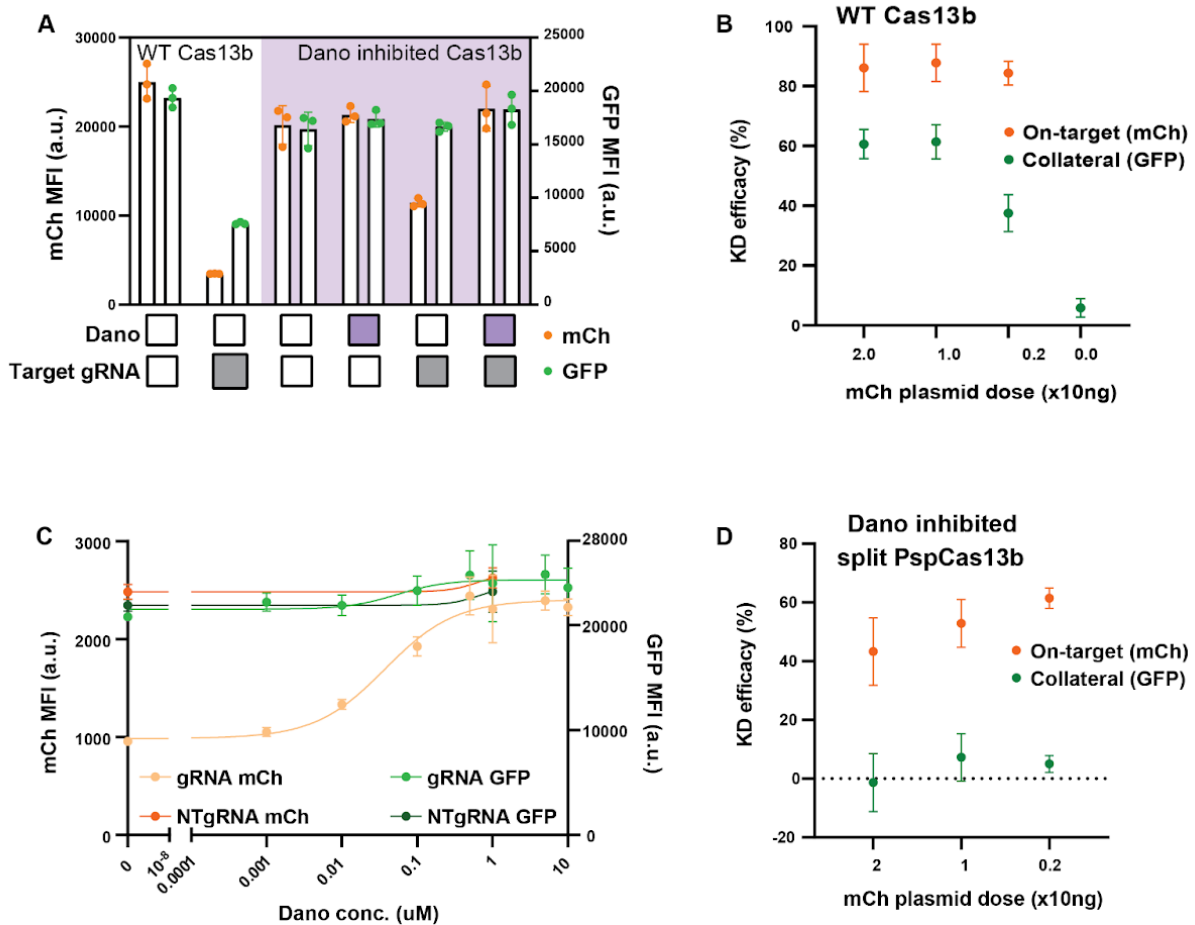 A
WT Cas13b
Dano inhibited Cas13b
mCh MFI (a.u.)
30000
20000
10000
0
GFP MFI (a.u.)
25000
20000
15000
10000
5000
0
Dano
Target gRNA
mCh
GFP
B
WT Cas13b
KD efficacy (%)
100
80
60
40
20
0
On-target (mCh)
Collateral (GFP)
2.0 1.0 0.2 0.0
mCh plasmid dose (x10ng)
C
mCh MFI (a.u.)
3000
2000
1000
0
GFP MFI (a.u.)
28000
20000
10000
0
gRNA mCh
gRNA GFP
NTgRNA mCh
NTgRNA GFP
0 10-8 0.0001 0.001 0.01 0.1 1 10
Dano conc. (uM)
D
Dano inhibited
split PspCas13b
KD efficacy (%)
80
60
40
20
0
-20
On-target (mCh)
Collateral (GFP)
2 1 0.2
mCh plasmid dose (x10ng)